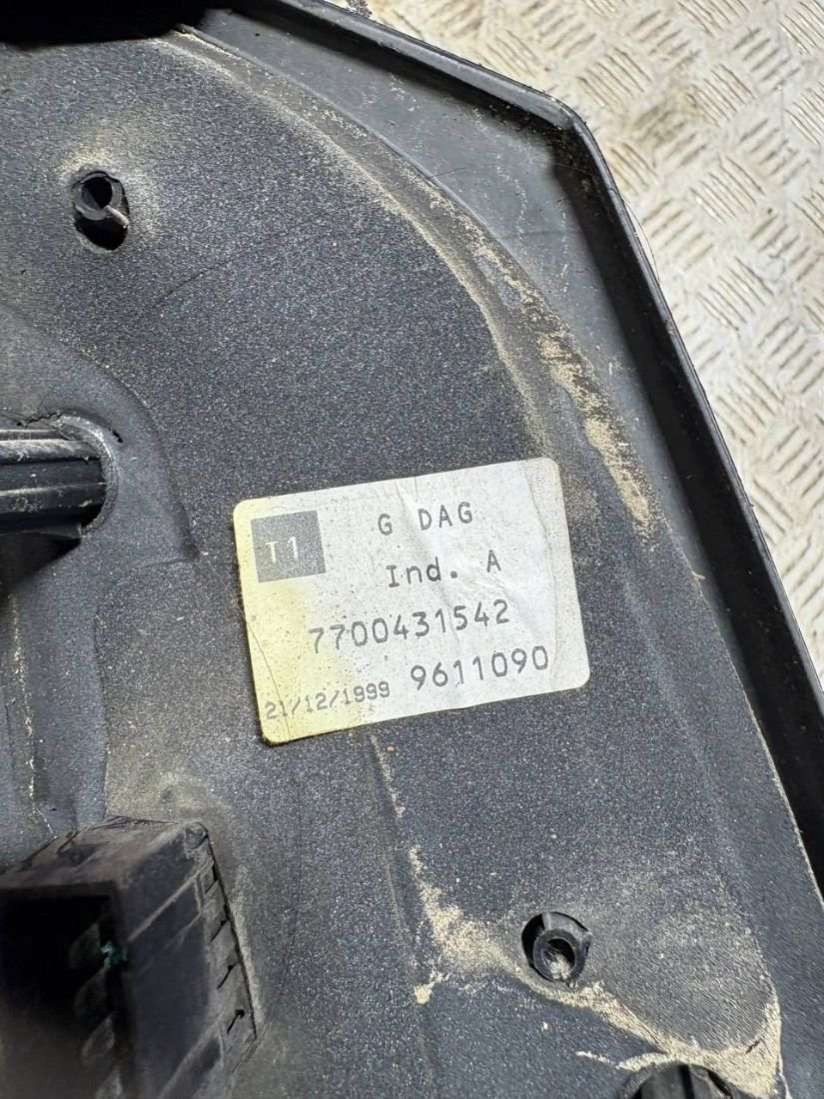 T1
G DAG
Ind. A
7700431542
21/12/1999 9611090